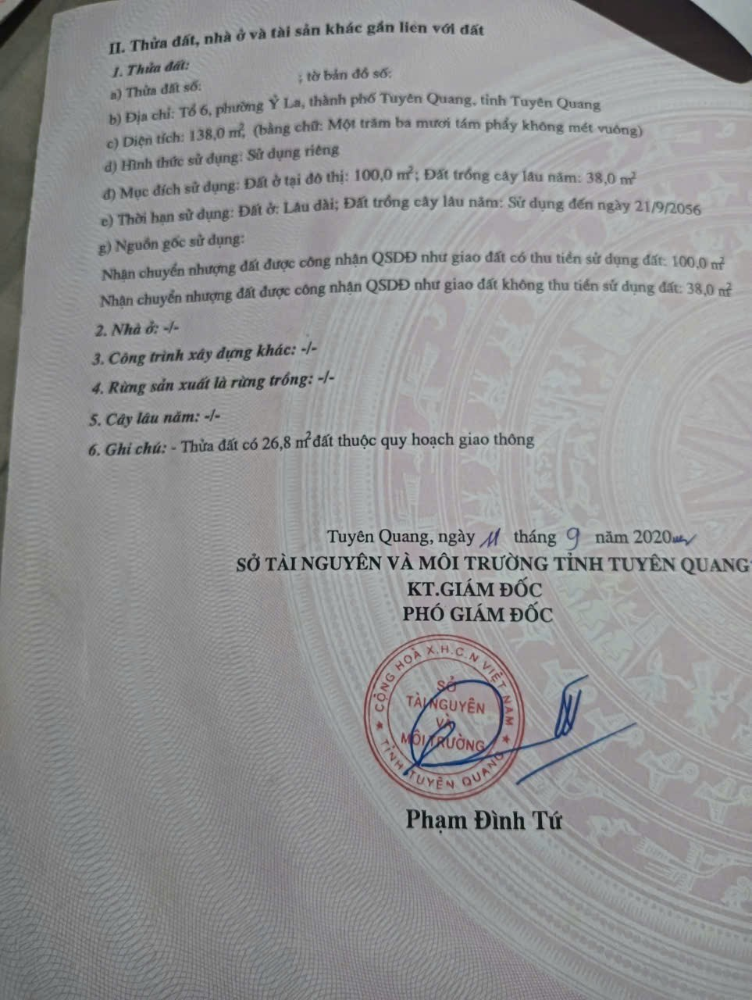 II. Thửa đất, nhà ở và tài sản khác gắn liền với đất
1. Thửa đất:
a) Thửa đất số: ; tờ bản đồ số:
b) Địa chỉ: Tổ 6, phường Ỷ La, thành phố Tuyên Quang, tỉnh Tuyên Quang
c) Diện tích: 138,0 m², (bằng chữ: Một trăm ba mươi tám phẩy không mét vuông)
d) Hình thức sử dụng: Sử dụng riêng
đ) Mục đích sử dụng: Đất ở tại đô thị: 100,0 m²; Đất trồng cây lâu năm: 38,0 m²
e) Thời hạn sử dụng: Đất ở: Lâu dài; Đất trồng cây lâu năm: Sử dụng đến ngày 21/9/2056
g) Nguồn gốc sử dụng:
Nhận chuyển nhượng đất được công nhận QSDĐ như giao đất có thu tiền sử dụng đất: 100,0 m²
Nhận chuyển nhượng đất được công nhận QSDĐ như giao đất không thu tiền sử dụng đất: 38,0 m²
2. Nhà ở: -/-
3. Công trình xây dựng khác: -/-
4. Rừng sản xuất là rừng trồng: -/-
5. Cây lâu năm: -/-
6. Ghi chú: - Thửa đất có 26,8 m² đất thuộc quy hoạch giao thông
Tuyên Quang, ngày 11 tháng 9 năm 2020
SỞ TÀI NGUYÊN VÀ MÔI TRƯỜNG TỈNH TUYÊN QUANG
KT.GIÁM ĐỐC
PHÓ GIÁM ĐỐC
CỘNG HOÀ X.H.C.N VIỆT NAM
SỞ
TÀI NGUYÊN
VÀ
MÔI TRƯỜNG
TỈNH TUYÊN QUANG
Phạm Đình Tứ